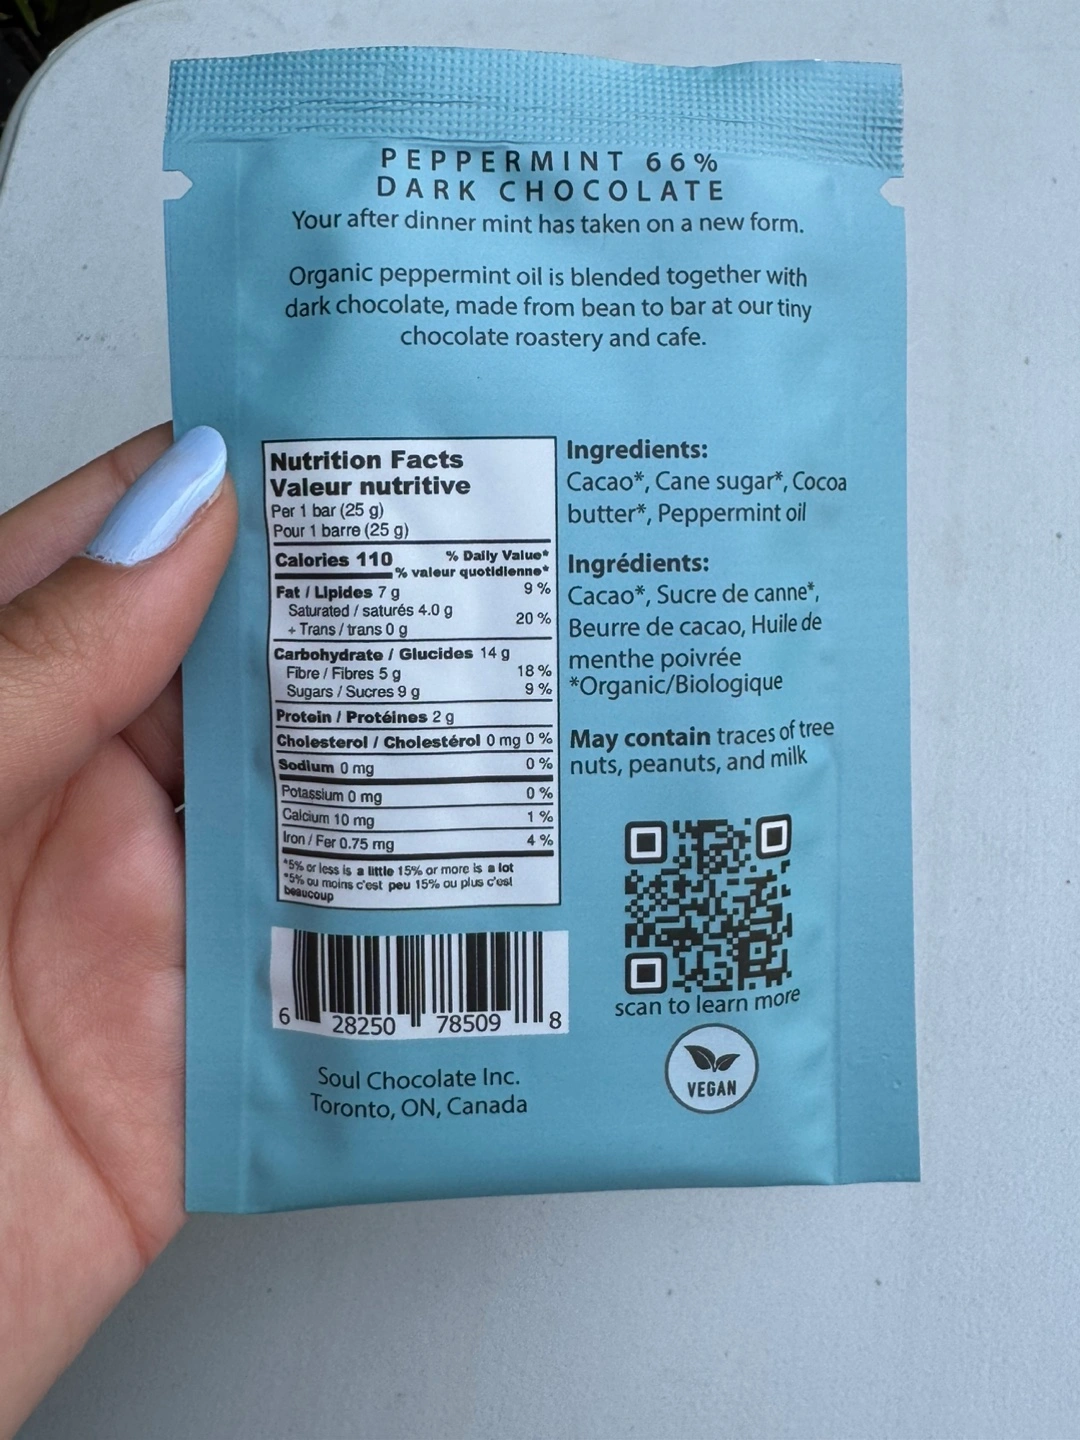 PEPPERMINT 66%
DARK CHOCOLATE
Your after dinner mint has taken on a new form.
Organic peppermint oil is blended together with
dark chocolate, made from bean to bar at our tiny
chocolate roastery and cafe.
Nutrition Facts
Valeur nutritive
Per 1 bar (25 g)
Pour 1 barre (25 g)
Calories 110 % Daily Value*
% valeur quotidienne*
Fat / Lipides 7 g 9 %
Saturated / saturés 4.0 g
+ Trans / trans 0 g 20 %
Carbohydrate / Glucides 14 g
Fibre / Fibres 5 g 18 %
Sugars / Sucres 9 g 9 %
Protein / Protéines 2 g
Cholesterol / Cholestérol 0 mg 0 %
Sodium 0 mg 0 %
Potassium 0 mg 0 %
Calcium 10 mg 1 %
Iron / Fer 0.75 mg 4 %
*5% or less is a little 15% or more is a lot
*5% ou moins c'est peu 15% ou plus c'est
beaucoup
Ingredients:
Cacao*, Cane sugar*, Cocoa
butter*, Peppermint oil
Ingrédients:
Cacao*, Sucre de canne*,
Beurre de cacao, Huile de
menthe poivrée
*Organic/Biologique
May contain traces of tree
nuts, peanuts, and milk
scan to learn more
VEGAN
6 28250 78509 8
Soul Chocolate Inc.
Toronto, ON, Canada